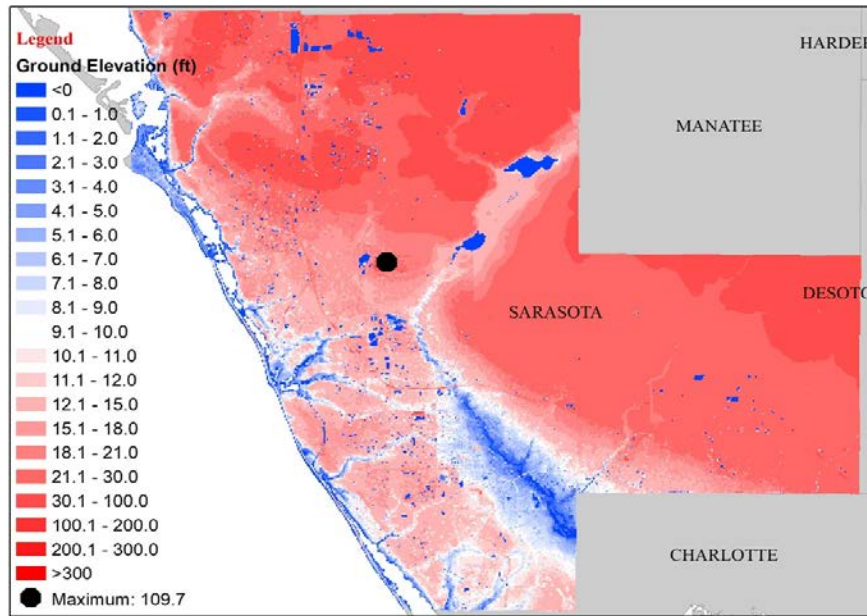 Legend
Ground Elevation (ft)
<0
0.1 - 1.0
1.1 - 2.0
2.1 - 3.0
3.1 - 4.0
4.1 - 5.0
5.1 - 6.0
6.1 - 7.0
7.1 - 8.0
8.1 - 9.0
9.1 - 10.0
10.1 - 11.0
11.1 - 12.0
12.1 - 15.0
15.1 - 18.0
18.1 - 21.0
21.1 - 30.0
30.1 - 100.0
100.1 - 200.0
200.1 - 300.0
>300
Maximum: 109.7
HARDEE
MANATEE
SARASOTA
DESOTO
CHARLOTTE